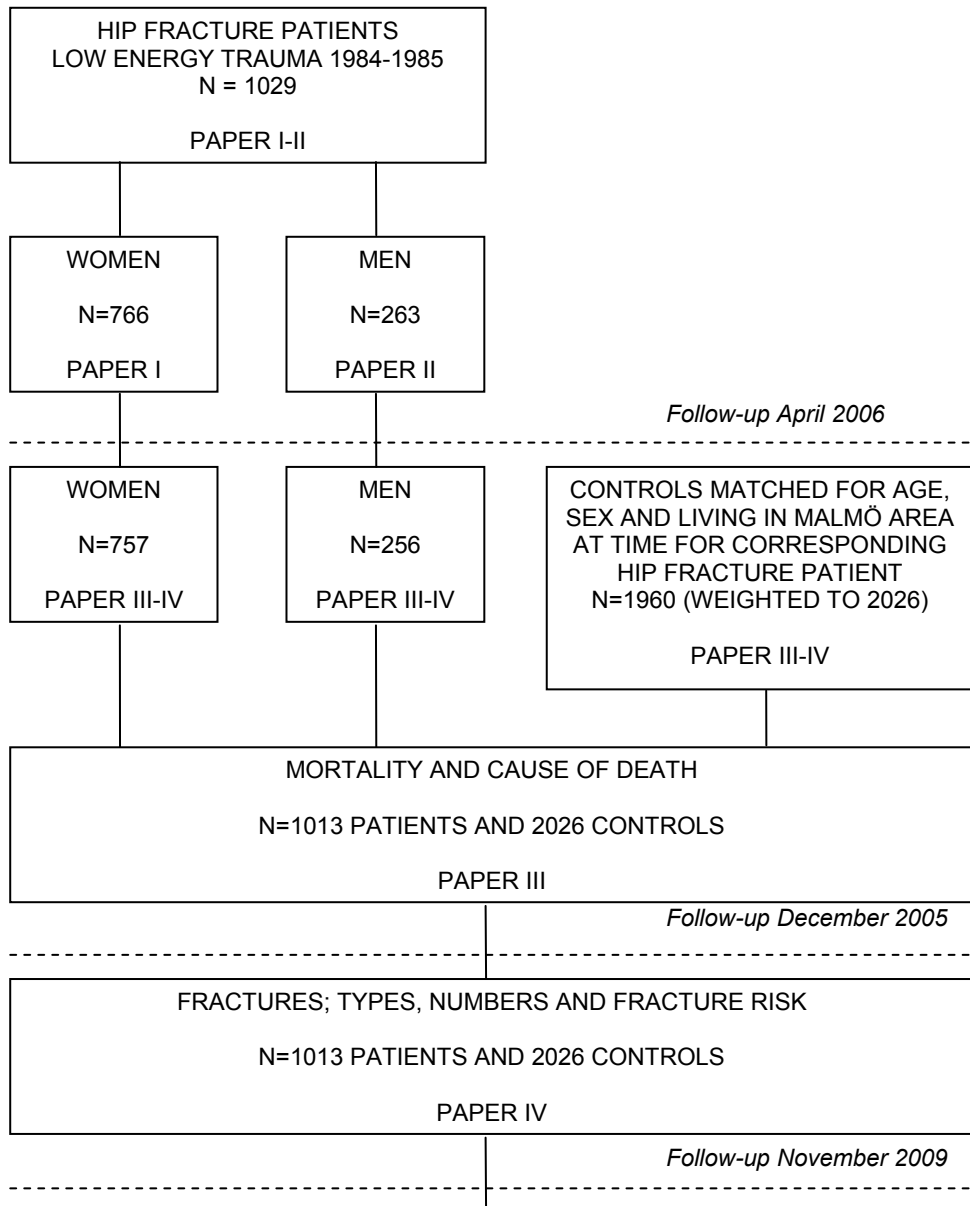 HIP FRACTURE PATIENTS
LOW ENERGY TRAUMA 1984-1985
N = 1029
PAPER I-II
WOMEN
N=766
PAPER I
MEN
N=263
PAPER II
Follow-up April 2006
WOMEN
N=757
PAPER III-IV
MEN
N=256
PAPER III-IV
CONTROLS MATCHED FOR AGE,
SEX AND LIVING IN MALMÖ AREA
AT TIME FOR CORRESPONDING
HIP FRACTURE PATIENT
N=1960 (WEIGHTED TO 2026)
PAPER III-IV
MORTALITY AND CAUSE OF DEATH
N=1013 PATIENTS AND 2026 CONTROLS
PAPER III
Follow-up December 2005
FRACTURES; TYPES, NUMBERS AND FRACTURE RISK
N=1013 PATIENTS AND 2026 CONTROLS
PAPER IV
Follow-up November 2009